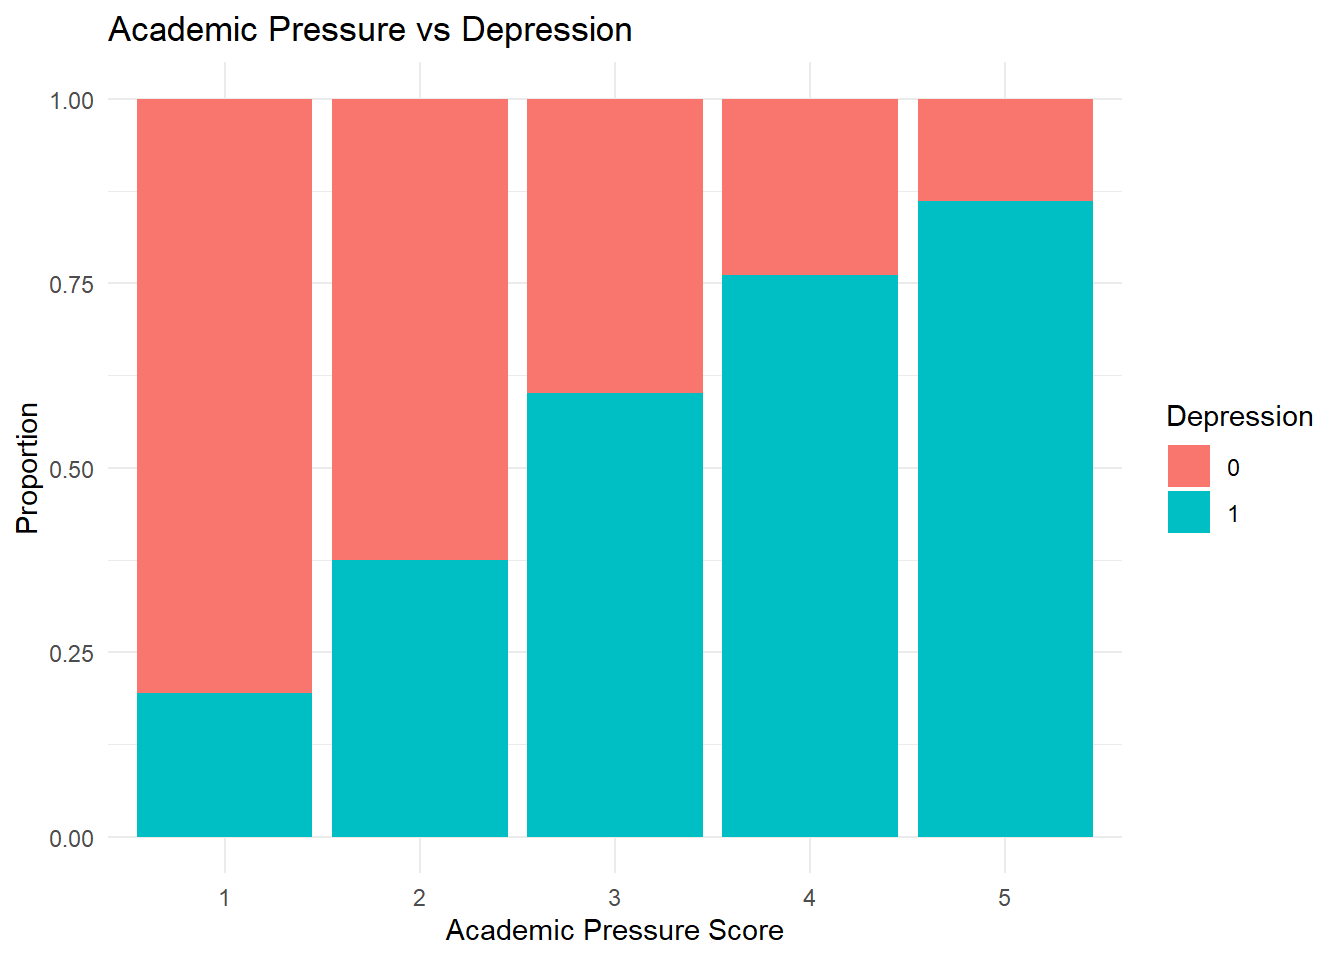 Academic Pressure vs Depression
1.00
0.75
0.50
0.25
0.00
Proportion
1 2 3 4 5
Academic Pressure Score
Depression
0
1